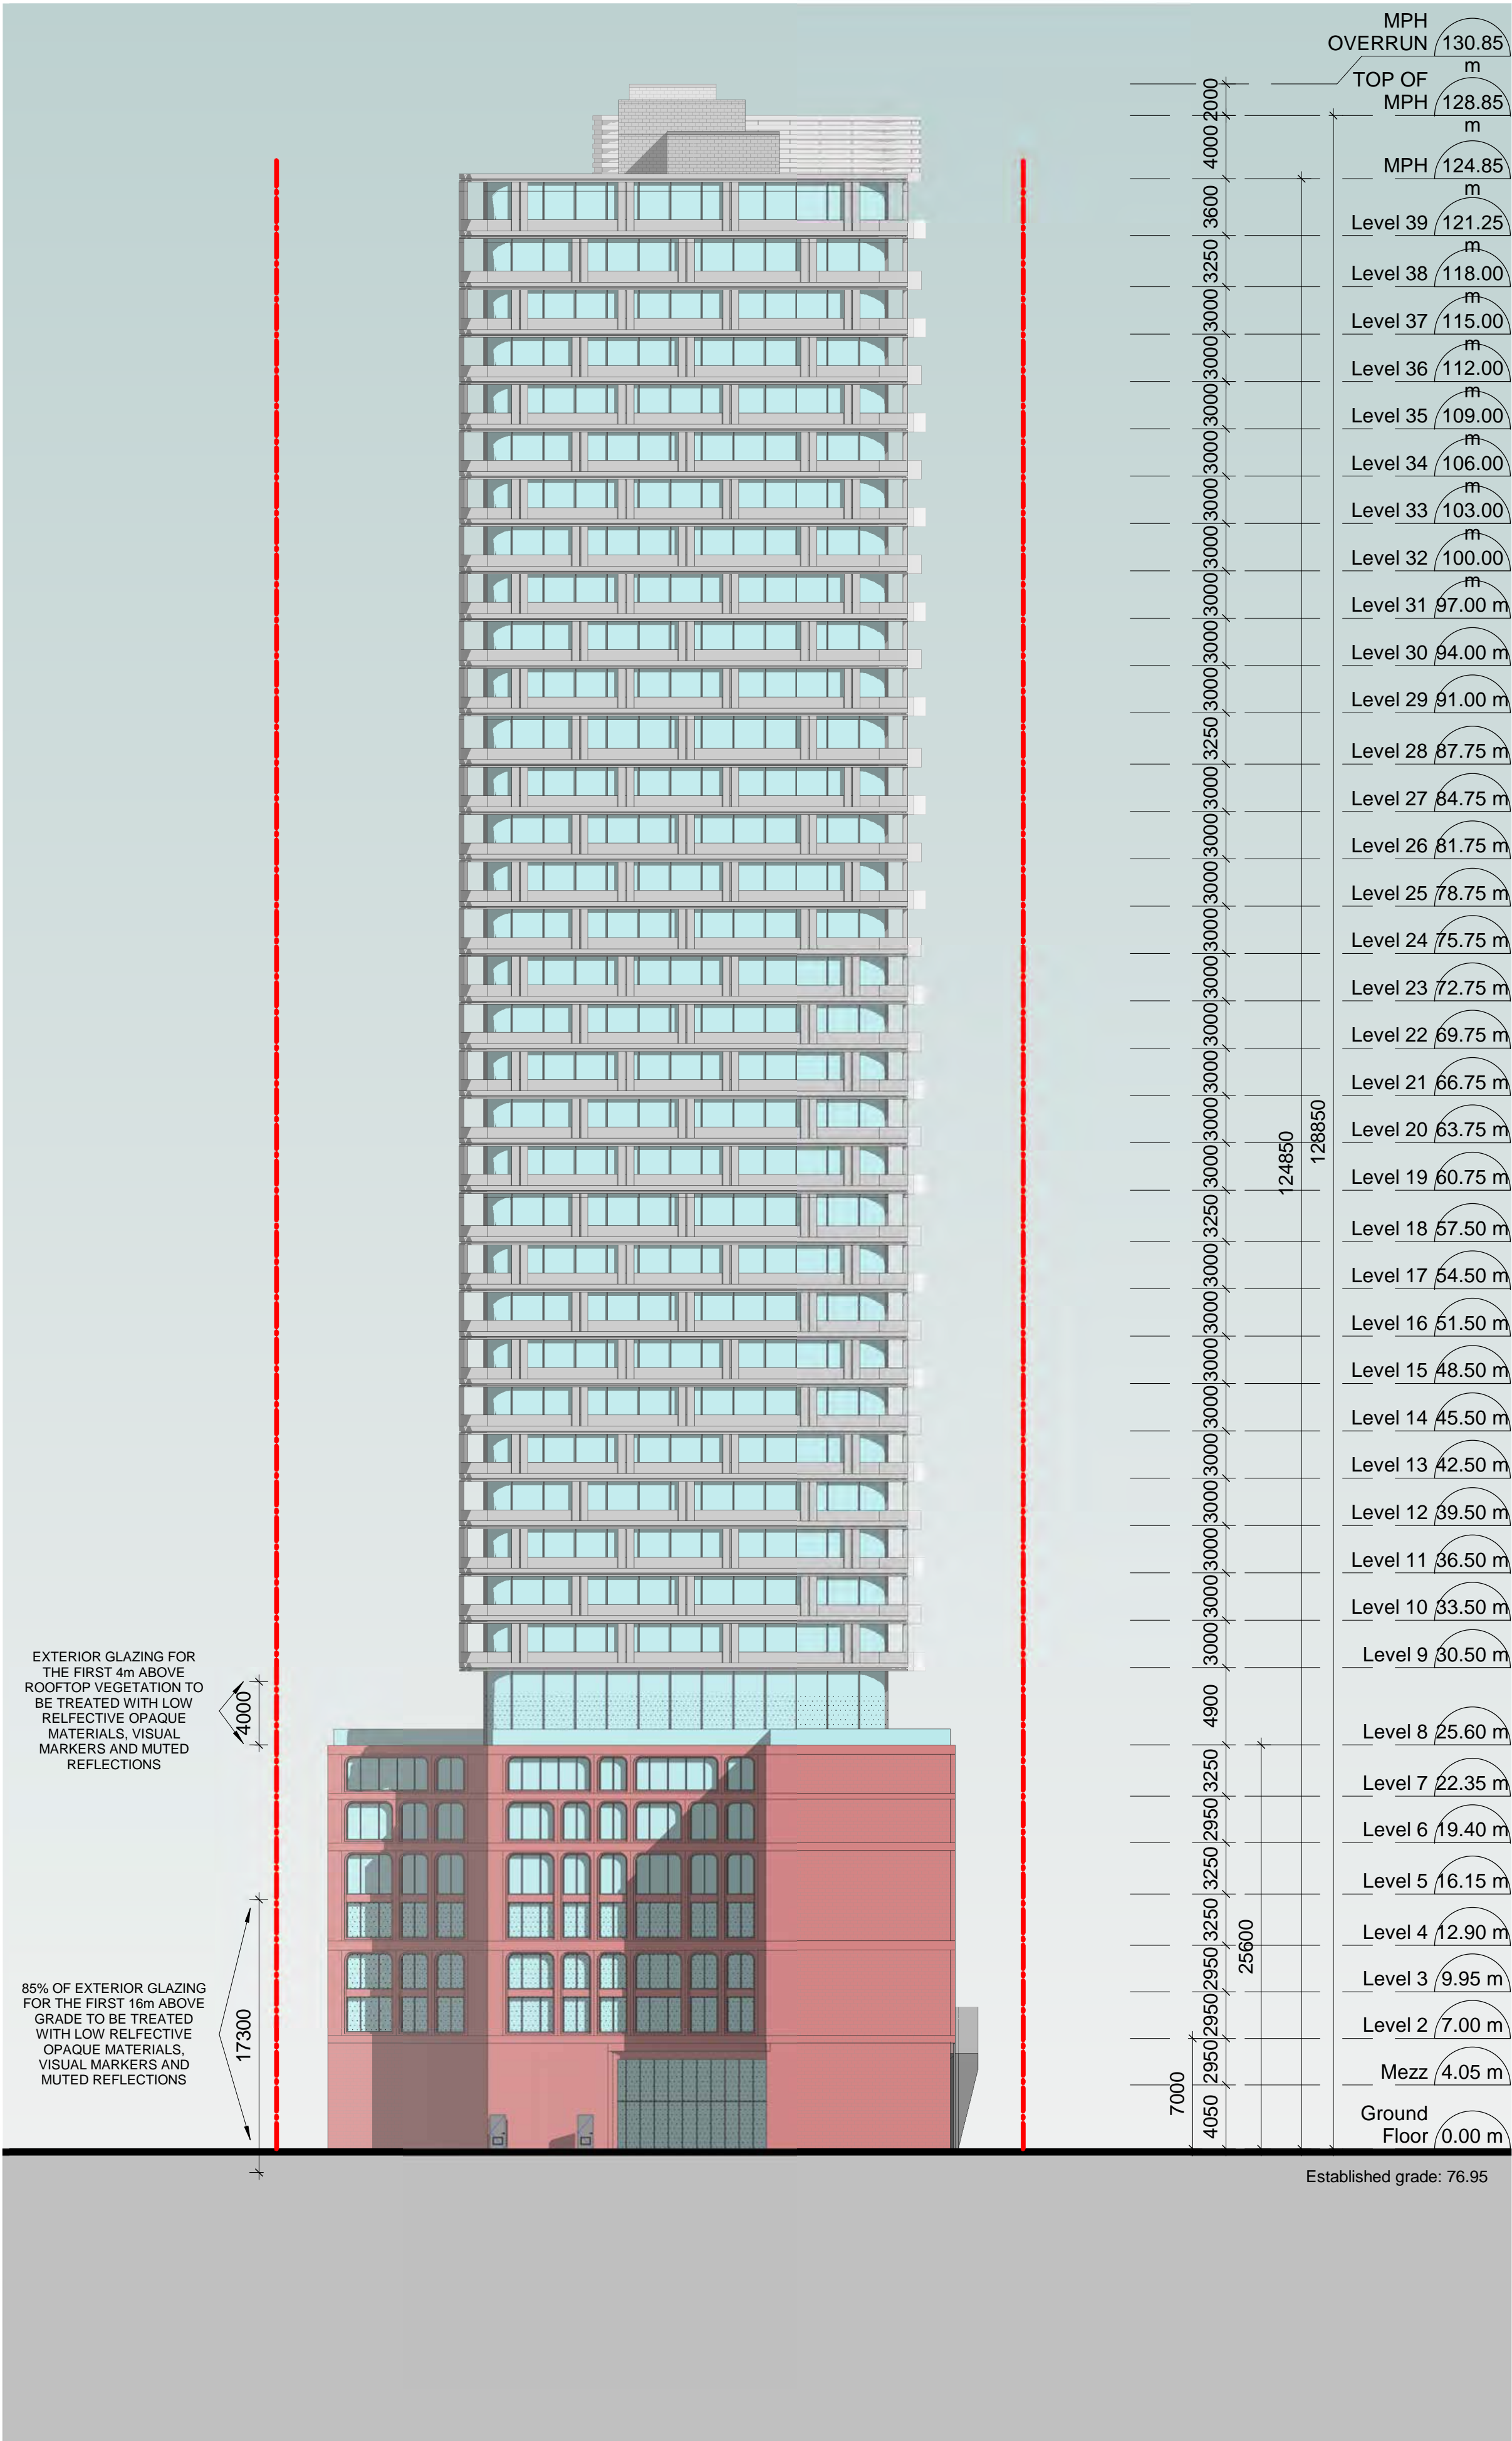 MPH
OVERRUN 130.85
m
TOP OF
MPH 128.85
m
MPH 124.85
m
Level 39 121.25
m
Level 38 118.00
m
Level 37 115.00
m
Level 36 112.00
m
Level 35 109.00
m
Level 34 106.00
m
Level 33 103.00
m
Level 32 100.00
m
Level 31 97.00 m
Level 30 94.00 m
Level 29 91.00 m
Level 28 87.75 m
Level 27 84.75 m
Level 26 81.75 m
Level 25 78.75 m
Level 24 75.75 m
Level 23 72.75 m
Level 22 69.75 m
Level 21 66.75 m
Level 20 63.75 m
Level 19 60.75 m
Level 18 57.50 m
Level 17 54.50 m
Level 16 51.50 m
Level 15 48.50 m
Level 14 45.50 m
Level 13 42.50 m
Level 12 39.50 m
Level 11 36.50 m
Level 10 33.50 m
Level 9 30.50 m
Level 8 25.60 m
Level 7 22.35 m
Level 6 19.40 m
Level 5 16.15 m
Level 4 12.90 m
Level 3 9.95 m
Level 2 7.00 m
Mezz 4.05 m
Ground
Floor 0.00 m
Established grade: 76.95
2000
4000
3600
3250
3000
3000
3000
3000
3000
3000
3000
3000
3000
3250
3000
3000
3000
3000
3000
3000
3000
3000
3000
3250
3000
3000
3000
3000
3000
3000
3000
3000
3000
4900
3250
2950
3250
3250
2950
2950
2950
4050
7000
25600
124850
128850
EXTERIOR GLAZING FOR
THE FIRST 4m ABOVE
ROOFTOP VEGETATION TO
BE TREATED WITH LOW
RELFECTIVE OPAQUE
MATERIALS, VISUAL
MARKERS AND MUTED
REFLECTIONS
4000
85% OF EXTERIOR GLAZING
FOR THE FIRST 16m ABOVE
GRADE TO BE TREATED
WITH LOW RELFECTIVE
OPAQUE MATERIALS,
VISUAL MARKERS AND
MUTED REFLECTIONS
17300